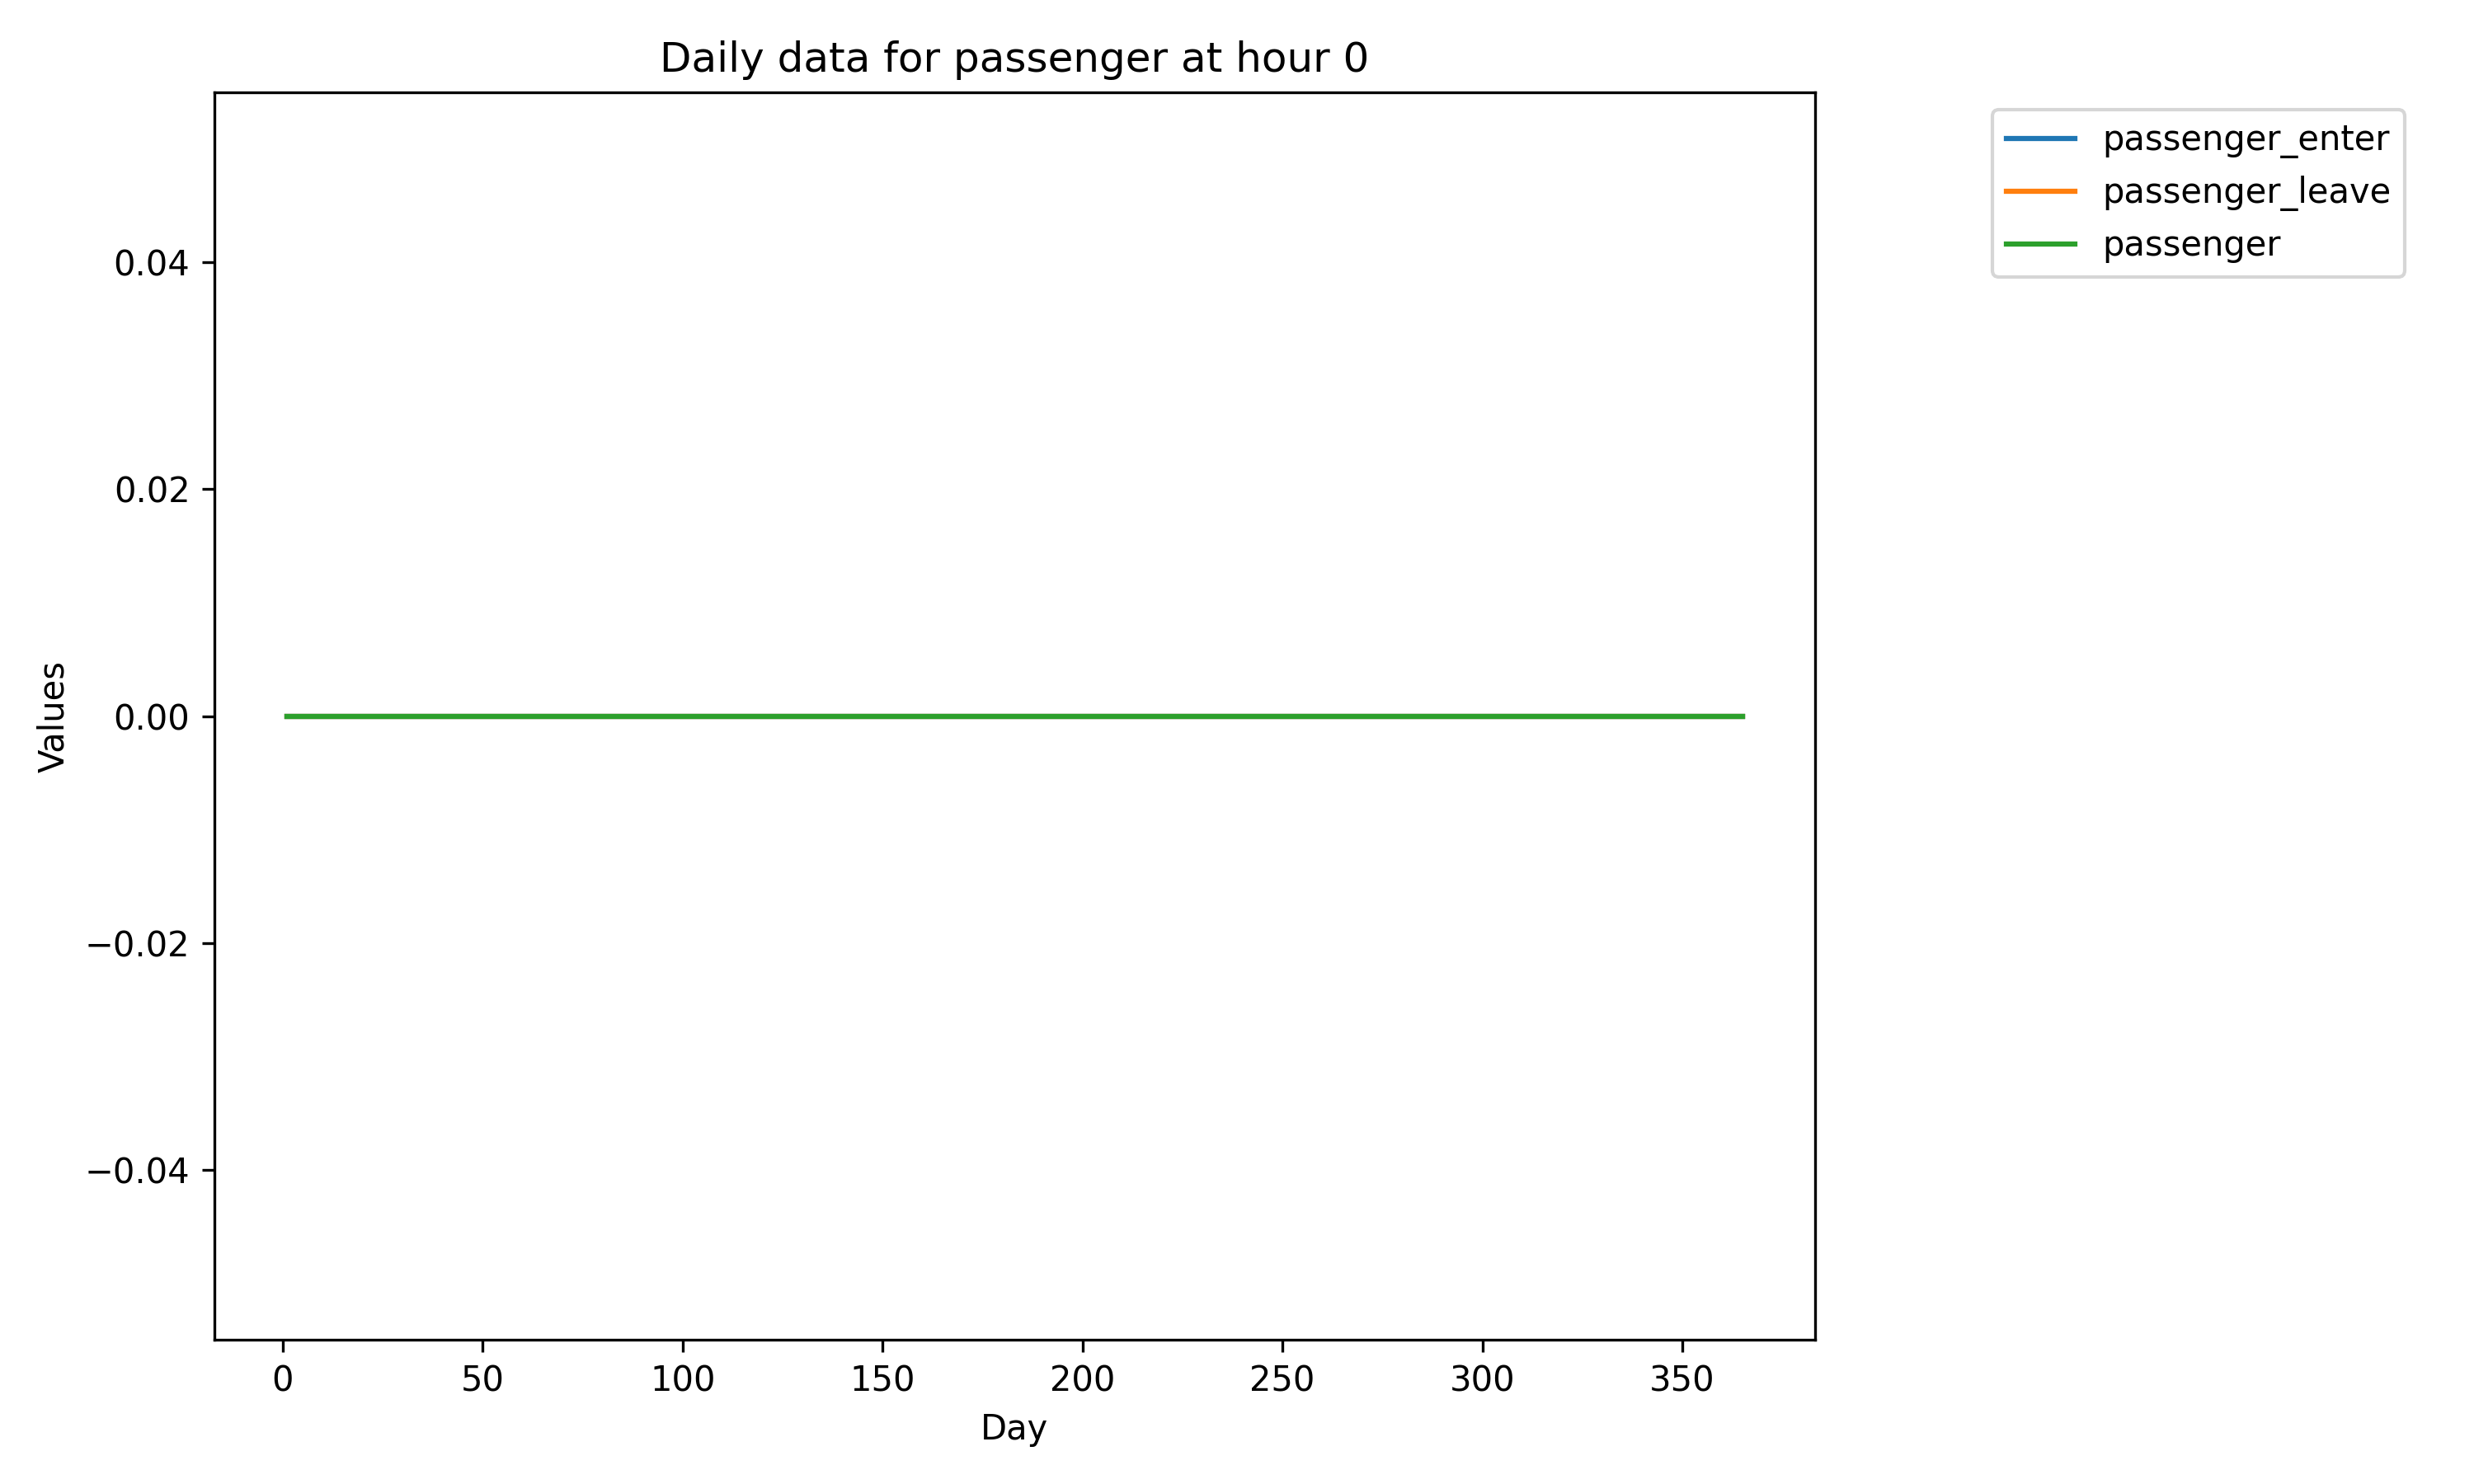 Daily data for passenger at hour 0
passenger_enter
passenger_leave
passenger
0.04
0.02
0.00
−0.02
−0.04
Values
0 50 100 150 200 250 300 350
Day